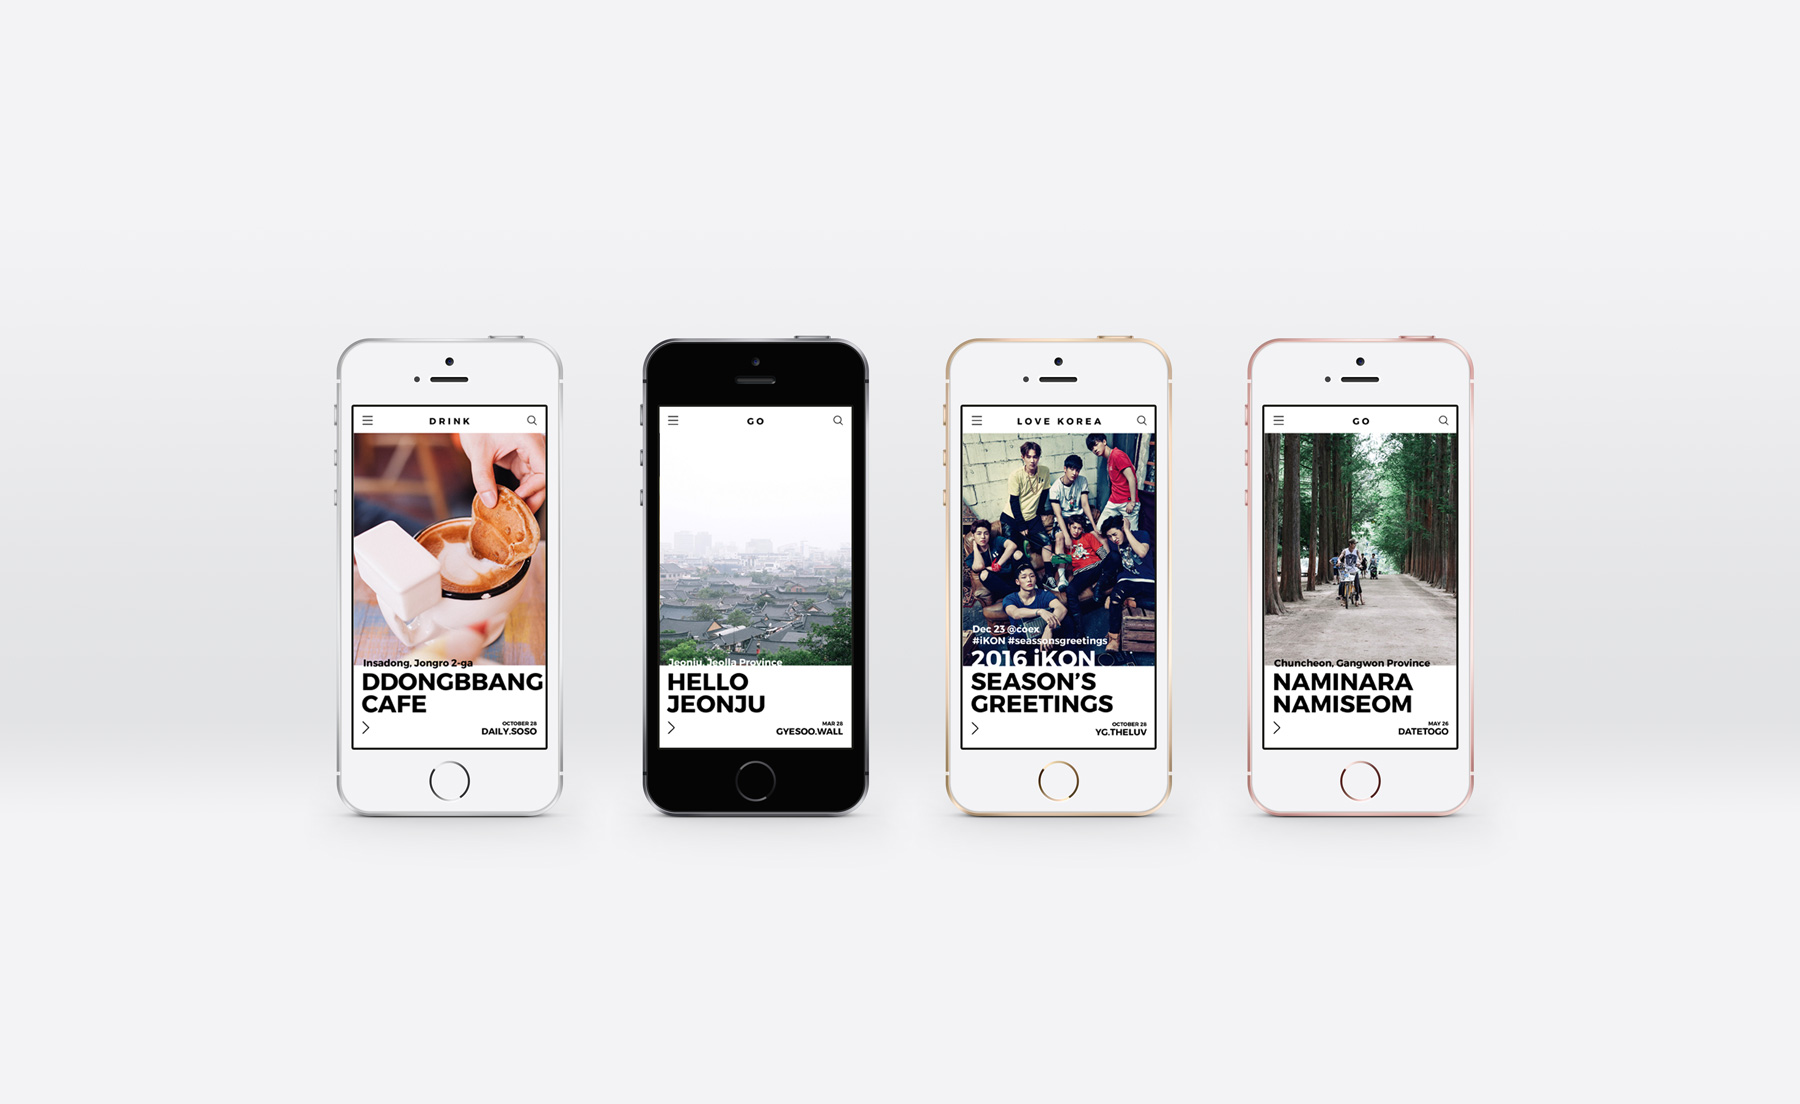 DRINK
Insadong, Jongro 2-ga
DDONGBBANG
CAFE
OCTOBER 28
DAILY.SOSO
GO
Jeonju, Jeolla Province
HELLO
JEONJU
MAR 28
GYESOO.WALL
LOVE KOREA
Dec 23 @coex
#iKON #seassonsgreetings
2016 iKON
SEASON'S
GREETINGS
OCTOBER 28
YG.THELUV
GO
Chuncheon, Gangwon Province
NAMINARA
NAMISEOM
MAY 26
DATETOGO